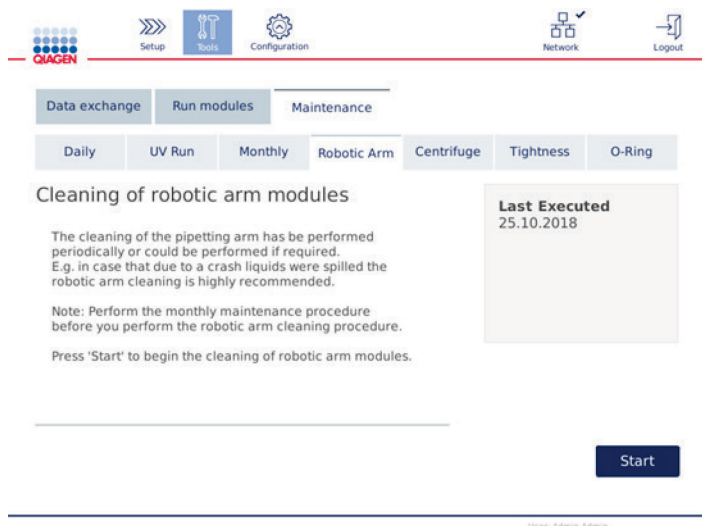 QIAGEN
Setup
Tools
Configuration
Network
Logout
Data exchange
Run modules
Maintenance
Daily
UV Run
Monthly
Robotic Arm
Centrifuge
Tightness
O-Ring
Cleaning of robotic arm modules
The cleaning of the pipetting arm has be performed
periodically or could be performed if required.
E.g. in case that due to a crash liquids were spilled the
robotic arm cleaning is highly recommended.
Note: Perform the monthly maintenance procedure
before you perform the robotic arm cleaning procedure.
Press 'Start' to begin the cleaning of robotic arm modules.
Last Executed
25.10.2018
Start
User: Admin Admin